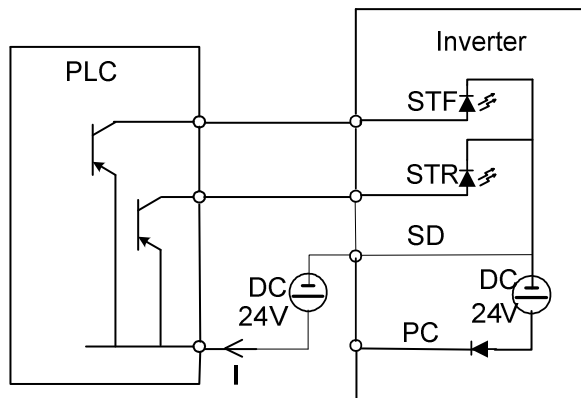 Inverter
PLC
STF
STR
SD
DC
24V
DC
24V
PC
I